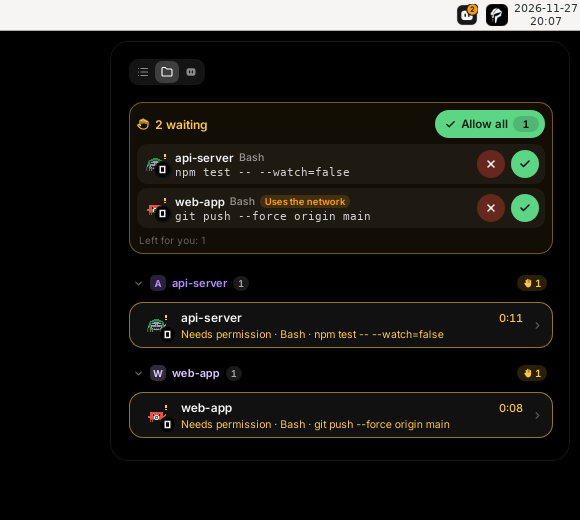 2
2026-11-27
20:07
2 waiting
Allow all 1
api-server Bash
npm test -- --watch=false
web-app Bash Uses the network
git push --force origin main
Left for you: 1
A api-server 1 1
api-server 0:11
Needs permission · Bash · npm test -- --watch=false
W web-app 1 1
web-app 0:08
Needs permission · Bash · git push --force origin main